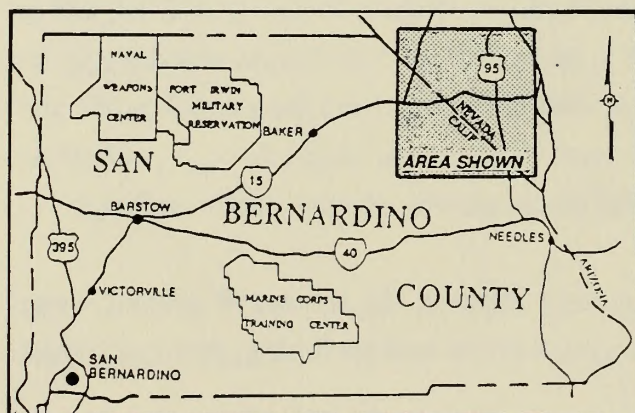 NAVAL
WEAPONS
CENTER
FORT IRWIN
MILITARY
RESERVATION
95
N
NEVADA
CALIF
AREA SHOWN
BAKER
SAN
15
BARSTOW
BERNARDINO
395
40
NEEDLES
ARIZONA
VICTORVILLE
MARINE CORPS
TRAINING CENTER
COUNTY
SAN
BERNARDINO